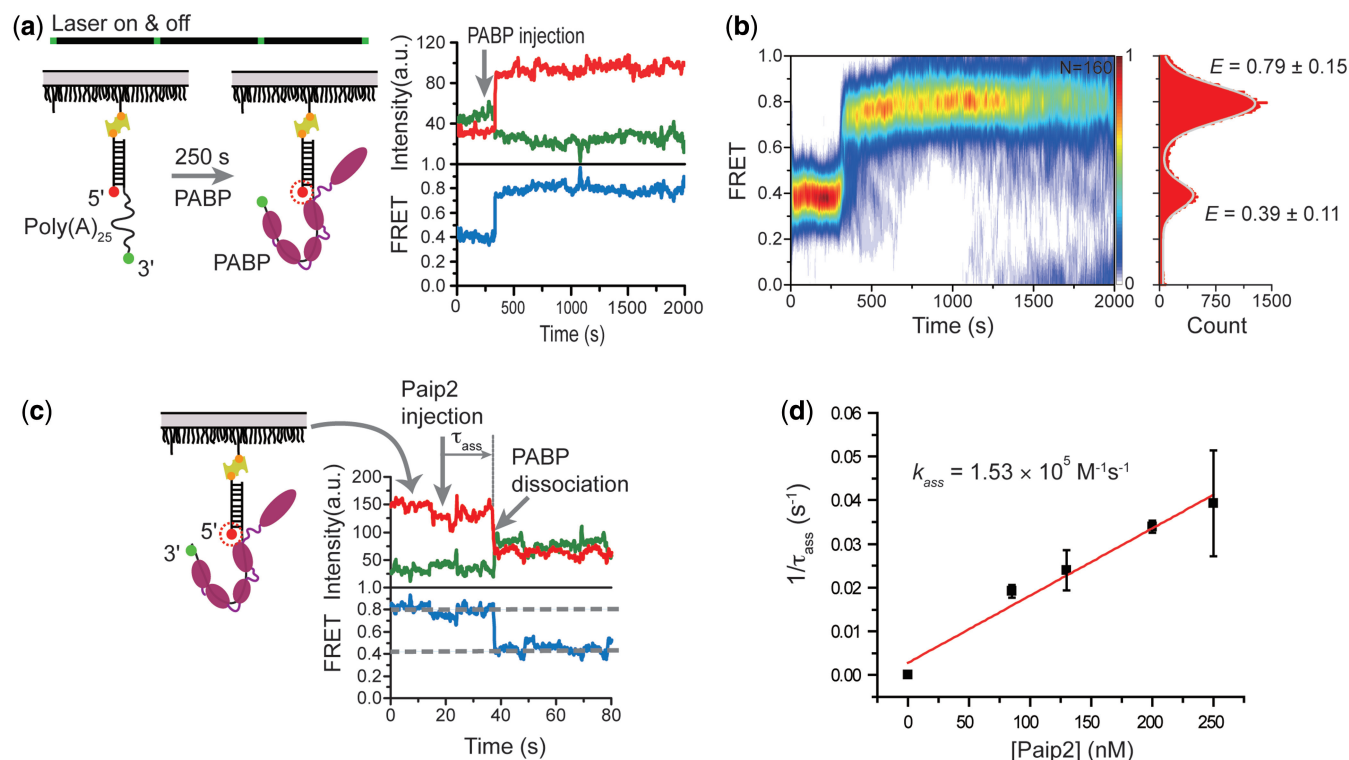 (a)
Laser on & off
5'
Poly(A)25
3'
250 s
PABP
PABP
PABP injection
Intensity(a.u.)
120
80
40
1.0
FRET
0.8
0.6
0.4
0.2
0.0
0 500 1000 1500 2000
Time (s)
(b)
FRET
1.0
0.8
0.6
0.4
0.2
0.0
0 500 1000 1500 2000
Time (s)
N=160
1
0
E = 0.79 ± 0.15
E = 0.39 ± 0.11
0 750 1500
Count
(c)
5'
3'
Paip2
injection
τass
PABP
dissociation
Intensity(a.u.)
200
150
100
50
1.0
FRET
0.8
0.6
0.4
0.2
0.0
0 20 40 60 80
Time (s)
(d)
1/τass (s-1)
0.06
0.05
0.04
0.03
0.02
0.01
0.00
kass = 1.53 × 10⁵ M⁻¹s⁻¹
0 50 100 150 200 250
[Paip2] (nM)